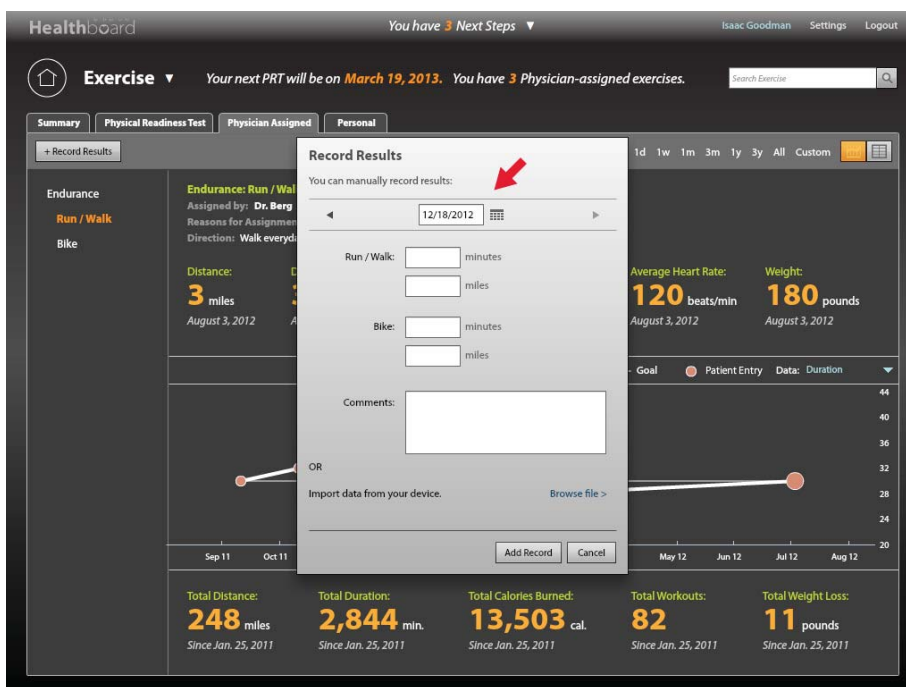 Healthboard
You have 3 Next Steps ▼
Isaac Goodman Settings Logout
Exercise ▼
Your next PRT will be on March 19, 2013. You have 3 Physician-assigned exercises.
Search Exercise
Summary Physical Readiness Test Physician Assigned Personal
+ Record Results
1d 1w 1m 3m 1y 3y All Custom
Endurance
Run / Walk
Bike
Endurance: Run / Wal
Assigned by: Dr. Berg
Reasons for Assignmen
Direction: Walk everyda
Distance:
3 miles
August 3, 2012
Average Heart Rate:
120 beats/min
August 3, 2012
Weight:
180 pounds
August 3, 2012
Record Results
You can manually record results:
12/18/2012
Run / Walk: minutes
miles
Bike: minutes
miles
Comments:
OR
Import data from your device. Browse file >
Add Record Cancel
Goal Patient Entry Data: Duration
44
40
36
32
28
24
20
Sep 11 Oct 11 May 12 Jun 12 Jul 12 Aug 12
Total Distance:
248 miles
Since Jan. 25, 2011
Total Duration:
2,844 min.
Since Jan. 25, 2011
Total Calories Burned:
13,503 cal.
Since Jan. 25, 2011
Total Workouts:
82
Since Jan. 25, 2011
Total Weight Loss:
11 pounds
Since Jan. 25, 2011